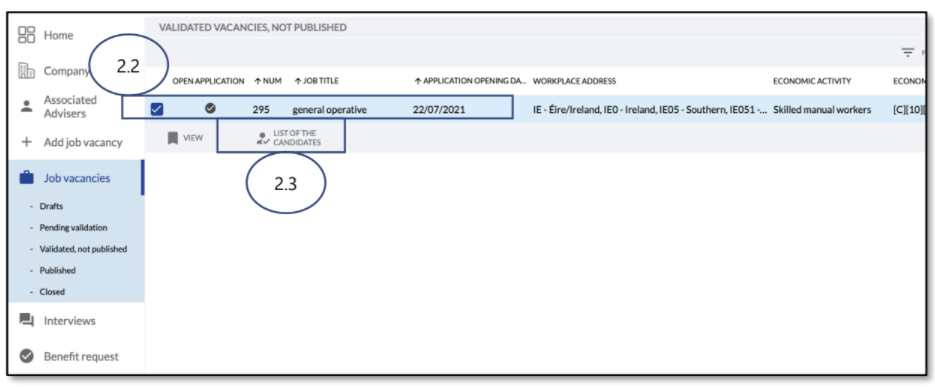 Home
Company
Associated
Advisers
Add job vacancy
Job vacancies
- Drafts
- Pending validation
- Validated, not published
- Published
- Closed
Interviews
Benefit request
VALIDATED VACANCIES, NOT PUBLISHED
2.2
OPEN APPLICATION ↑ NUM ↑ JOB TITLE ↑ APPLICATION OPENING DA... WORKPLACE ADDRESS ECONOMIC ACTIVITY ECONOM
295 general operative 22/07/2021 IE - Éire/Ireland, IE0 - Ireland, IE05 - Southern, IE051 -... Skilled manual workers [C][10][
VIEW
LIST OF THE
CANDIDATES
2.3